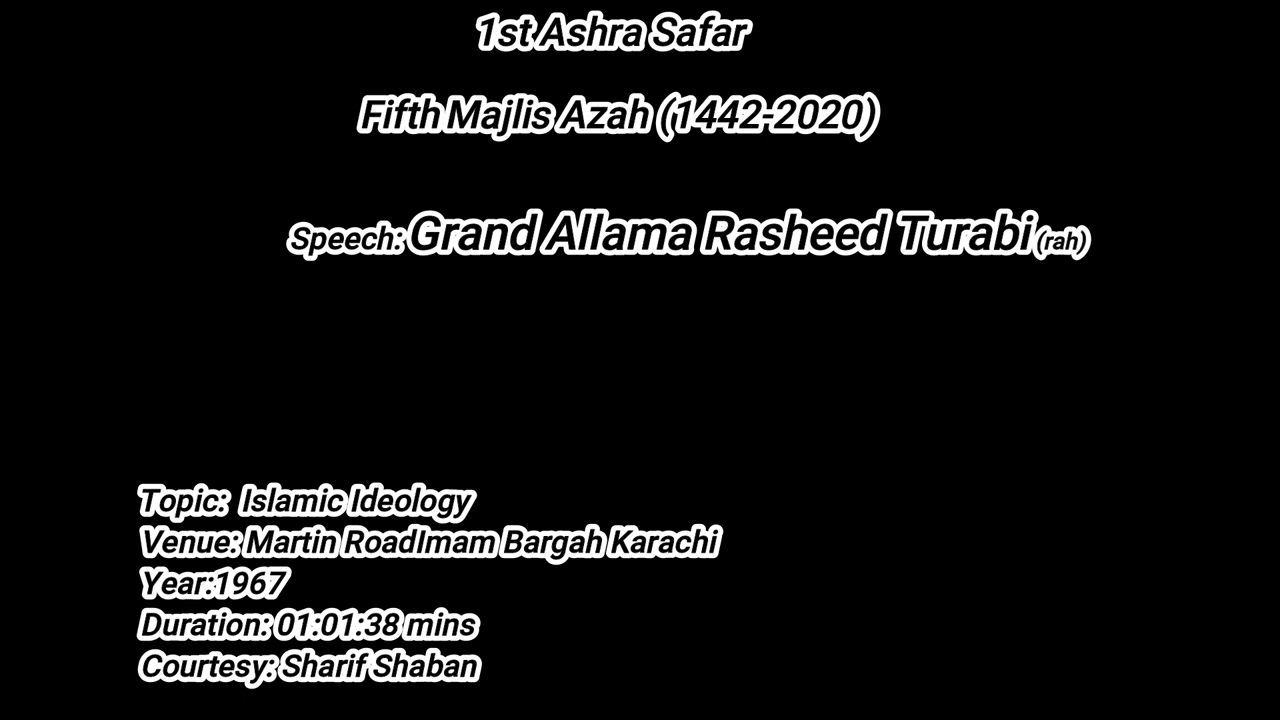 1st Ashra Safar
Fifth Majlis Azah (1442-2020)
Speech: Grand Allama Rasheed Turabi (rah)
Topic: Islamic Ideology
Venue: Martin RoadImam Bargah Karachi
Year:1967
Duration: 01:01:38 mins
Courtesy: Sharif Shaban